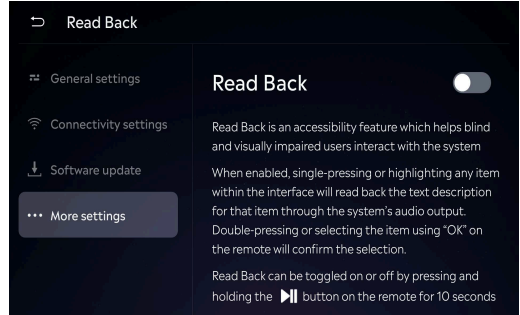 Read Back
General settings
Connectivity settings
Software update
More settings
Read Back
Read Back is an accessibility feature which helps blind
and visually impaired users interact with the system
When enabled, single-pressing or highlighting any item
within the interface will read back the text description
for that item through the system's audio output.
Double-pressing or selecting the item using “OK” on
the remote will confirm the selection.
Read Back can be toggled on or off by pressing and
holding the button on the remote for 10 seconds